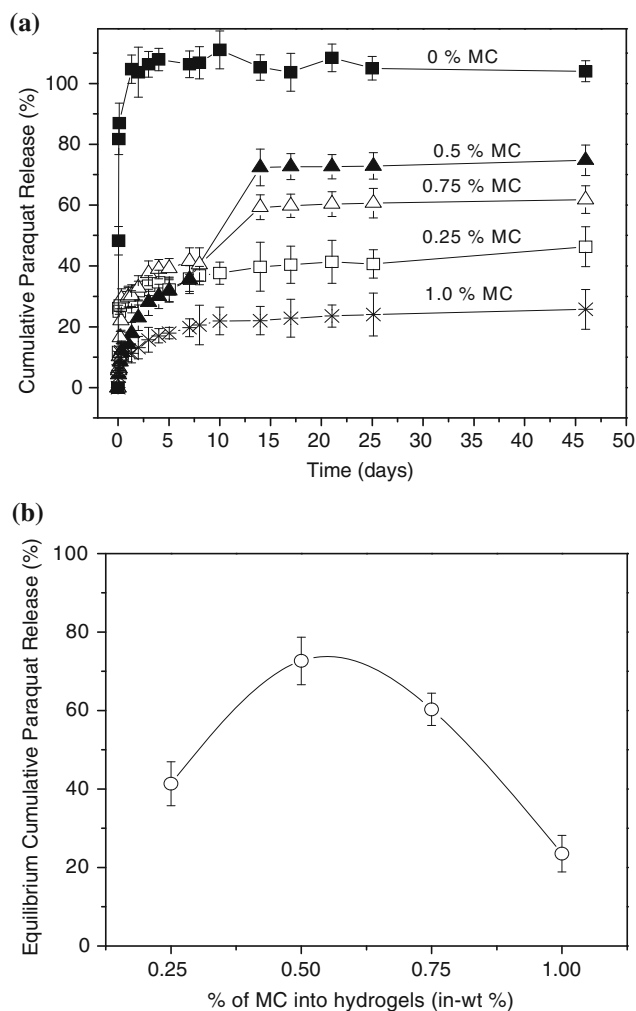 (a)
Cumulative Paraquat Release (%)
100
80
60
40
20
0
0 % MC
0.5 % MC
0.75 % MC
0.25 % MC
1.0 % MC
0 5 10 15 20 25 30 35 40 45 50
Time (days)
(b)
Equilibrium Cumulative Paraquat Release (%)
100
80
60
40
20
0
0.25 0.50 0.75 1.00
% of MC into hydrogels (in-wt %)